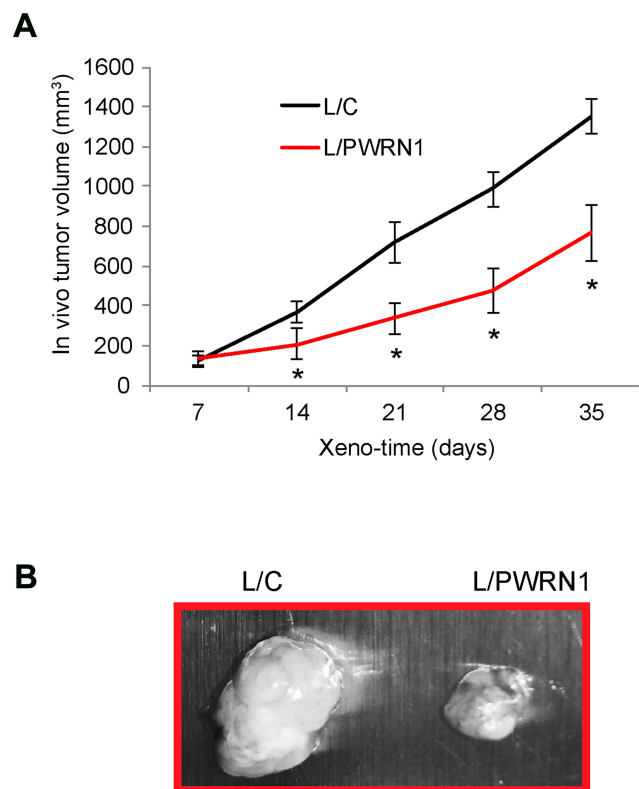 A
In vivo tumor volume (mm³)
1600
1400
1200
1000
800
600
400
200
0
L/C
L/PWRN1
*
*
*
*
7 14 21 28 35
Xeno-time (days)
B
L/C L/PWRN1